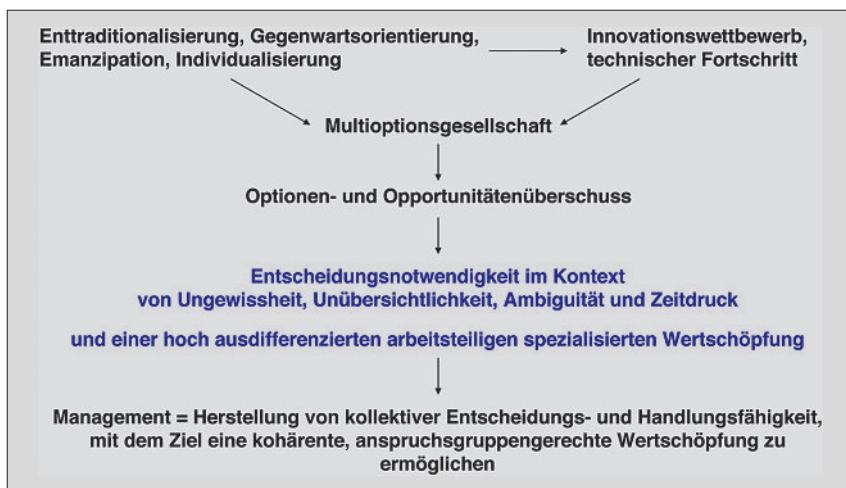 Enttraditionalisierung, Gegenwartsorientierung,
Emanzipation, Individualisierung
Innovationswettbewerb,
technischer Fortschritt
Multioptionsgesellschaft
Optionen- und Opportunitätenüberschuss
Entscheidungsnotwendigkeit im Kontext
von Ungewissheit, Unübersichtlichkeit, Ambiguität und Zeitdruck
und einer hoch ausdifferenzierten arbeitsteiligen spezialisierten Wertschöpfung
Management = Herstellung von kollektiver Entscheidungs- und Handlungsfähigkeit,
mit dem Ziel eine kohärente, anspruchsgruppengerechte Wertschöpfung zu
ermöglichen